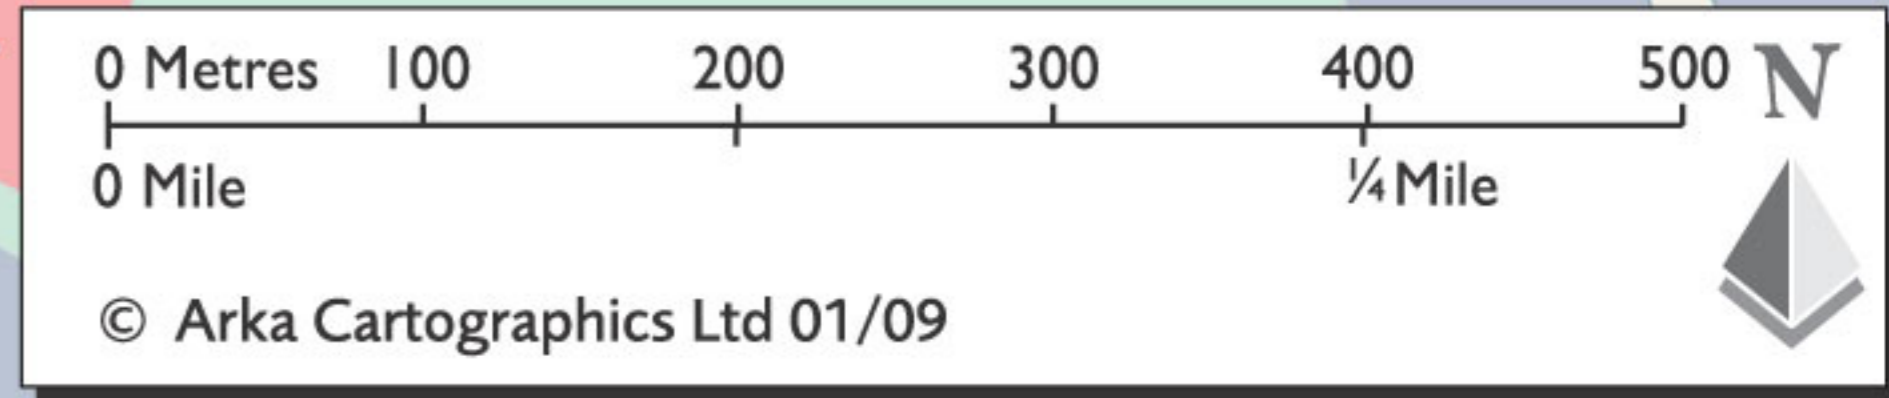 0 Metres 100 200 300 400 500 N
0 Mile ¼ Mile
© Arka Cartographics Ltd 01/09